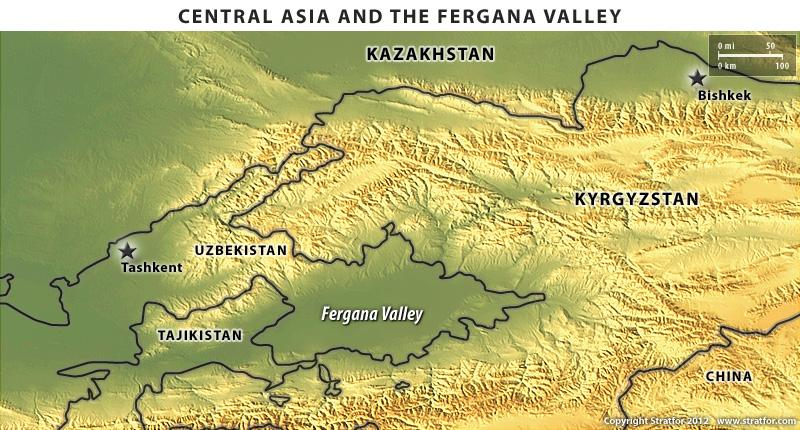 CENTRAL ASIA AND THE FERGANA VALLEY
KAZAKHSTAN
0 mi 50
0 km 100
Bishkek
KYRGYZSTAN
UZBEKISTAN
Tashkent
Fergana Valley
TAJIKISTAN
CHINA
Copyright Stratfor 2012 www.stratfor.com